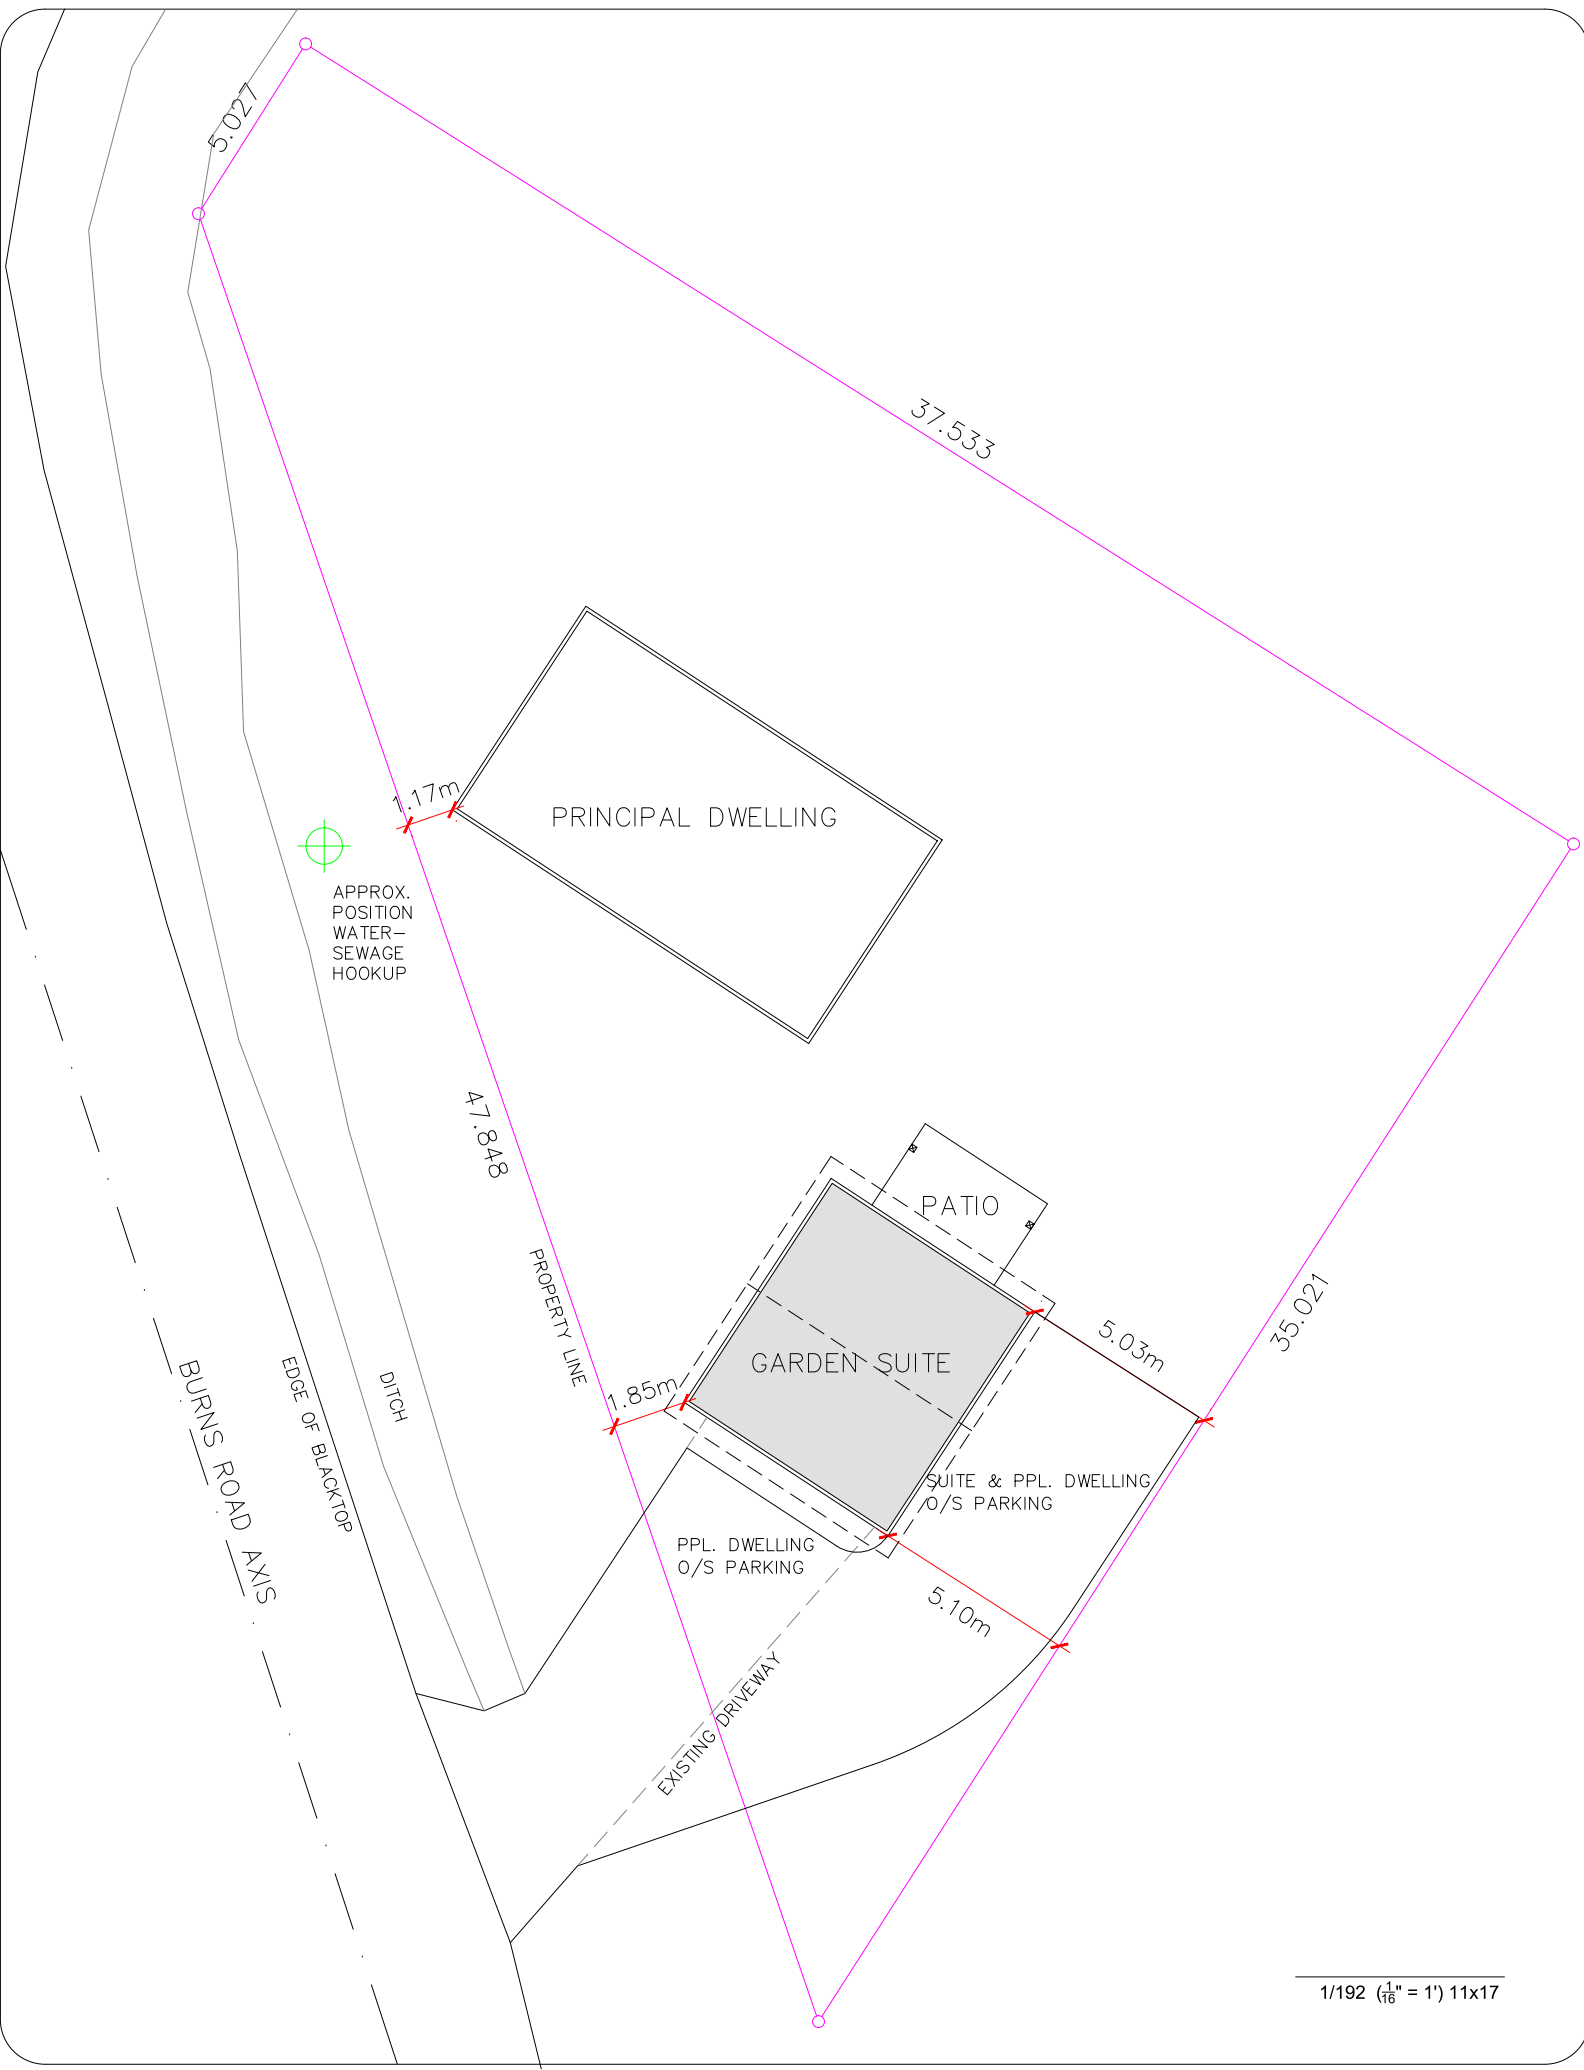 5.027
37.533
1.17m
PRINCIPAL DWELLING
APPROX.
POSITION
WATER-
SEWAGE
HOOKUP
47.848
PATIO
PROPERTY LINE
35.021
5.03m
GARDEN SUITE
1.85m
BURNS ROAD AXIS
EDGE OF BLACKTOP
DITCH
SUITE & PPL. DWELLING
O/S PARKING
PPL. DWELLING
O/S PARKING
5.10m
EXISTING DRIVEWAY
1/192 (1/16" = 1') 11x17